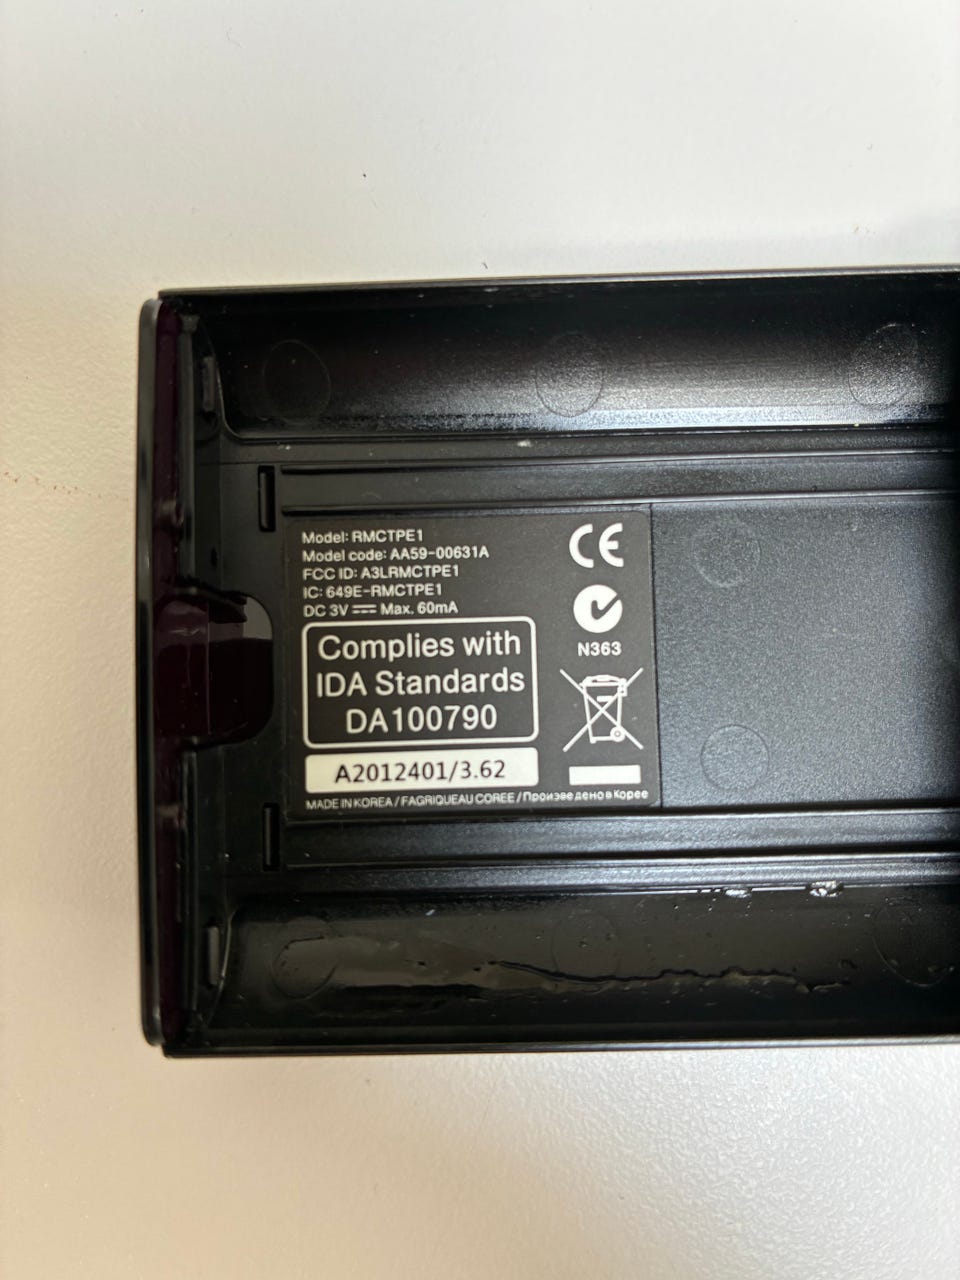 Model: RMCTPE1
Model code: AA59-00631A
FCC ID: A3LRMCTPE1
IC: 649E-RMCTPE1
DC 3V Max. 60mA
Complies with
IDA Standards
DA100790
A2012401/3.62
MADE IN KOREA / FAGRIQUEAU COREE / Произведено в Корее
CE
N363